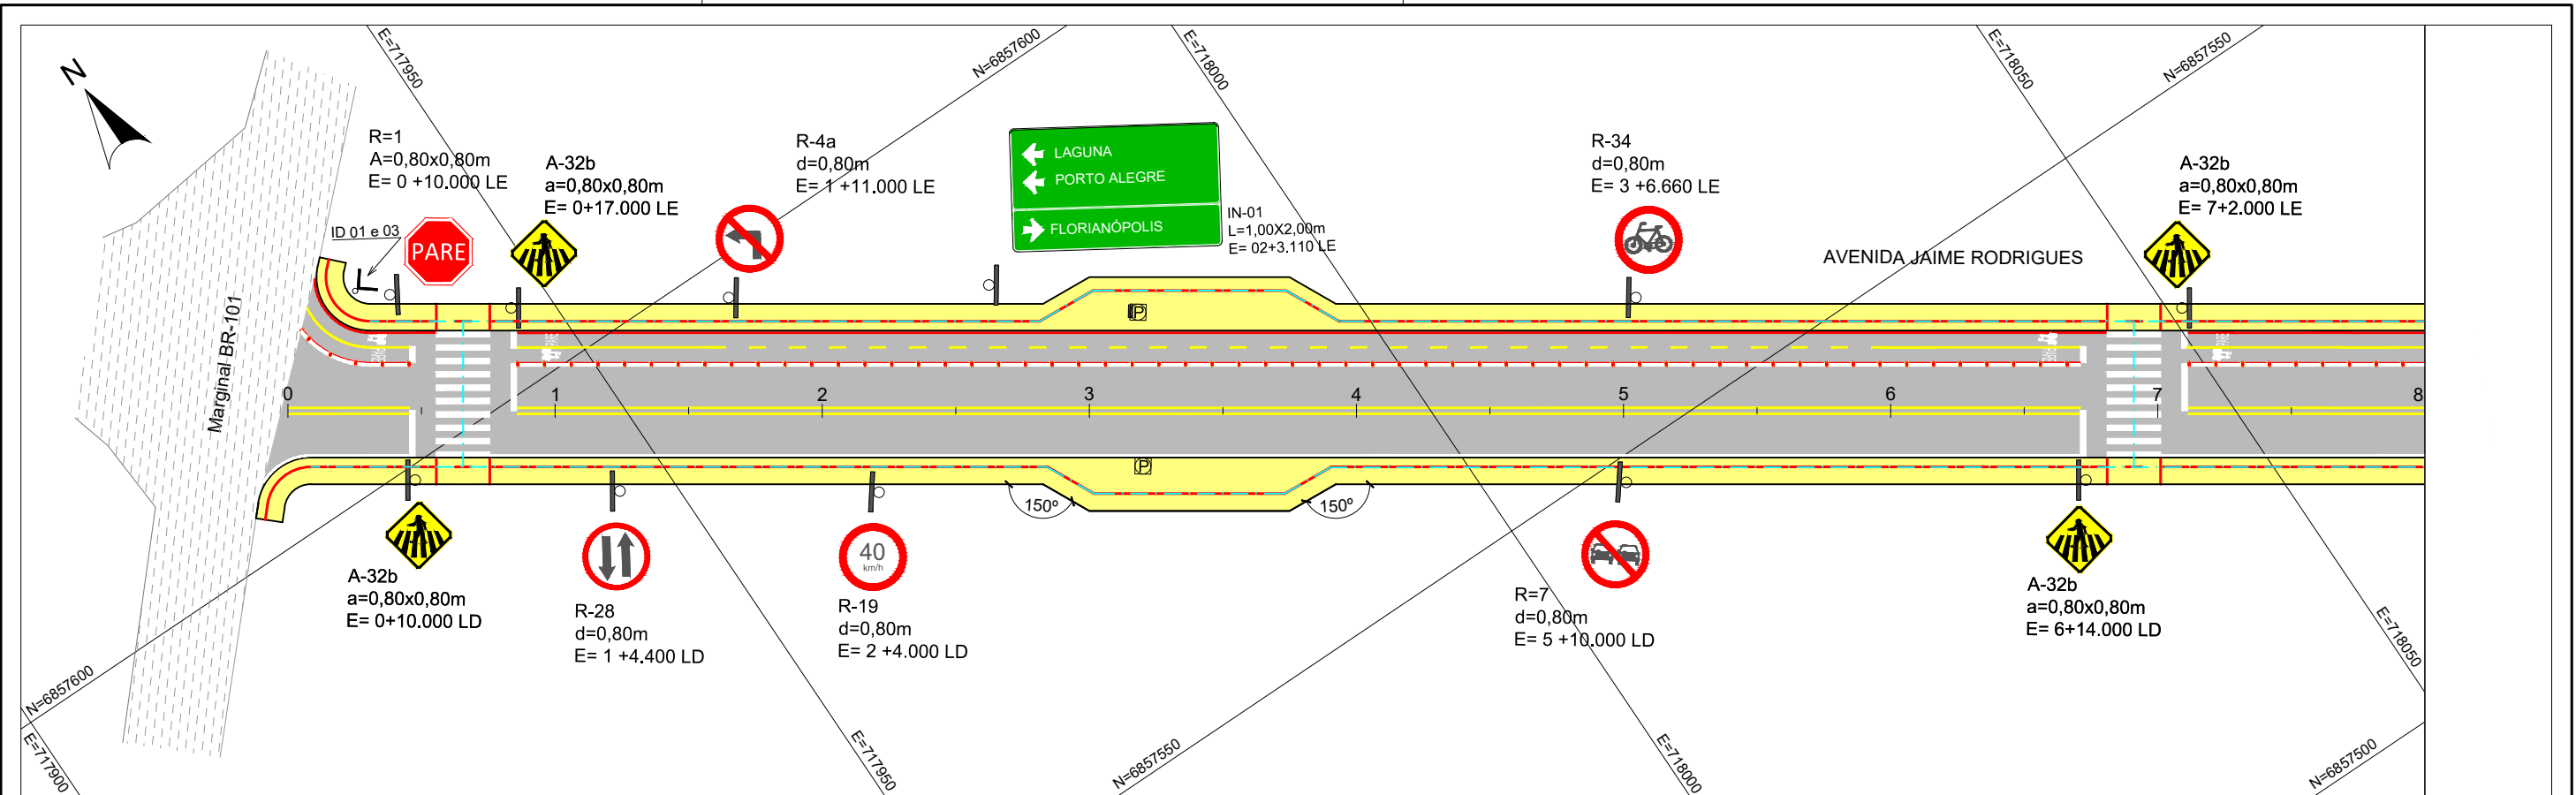 N
E=717950
N=6857600
E=718000
E=718050
N=6857550
R=1
A=0,80x0,80m
E= 0 +10.000 LE
A-32b
a=0,80x0,80m
E= 0+17.000 LE
R-4a
d=0,80m
E= 1 +11.000 LE
LAGUNA
PORTO ALEGRE
FLORIANÓPOLIS
IN-01
L=1,00X2,00m
E= 02+3.110 LE
R-34
d=0,80m
E= 3 +6.660 LE
A-32b
a=0,80x0,80m
E= 7+2.000 LE
ID 01 e 03
PARE
AVENIDA JAIME RODRIGUES
Marginal BR-101
P
PARE
PARE
PARE
PARE
0 1 2 3 4 5 6 7 8
P
150º
150º
A-32b
a=0,80x0,80m
E= 0+10.000 LD
R-28
d=0,80m
E= 1 +4.400 LD
40
km/h
R-19
d=0,80m
E= 2 +4.000 LD
R=7
d=0,80m
E= 5 +10.000 LD
A-32b
a=0,80x0,80m
E= 6+14.000 LD
N=6857600
E=717900
E=717950
N=6857550
E=718000
E=718050
N=6857500